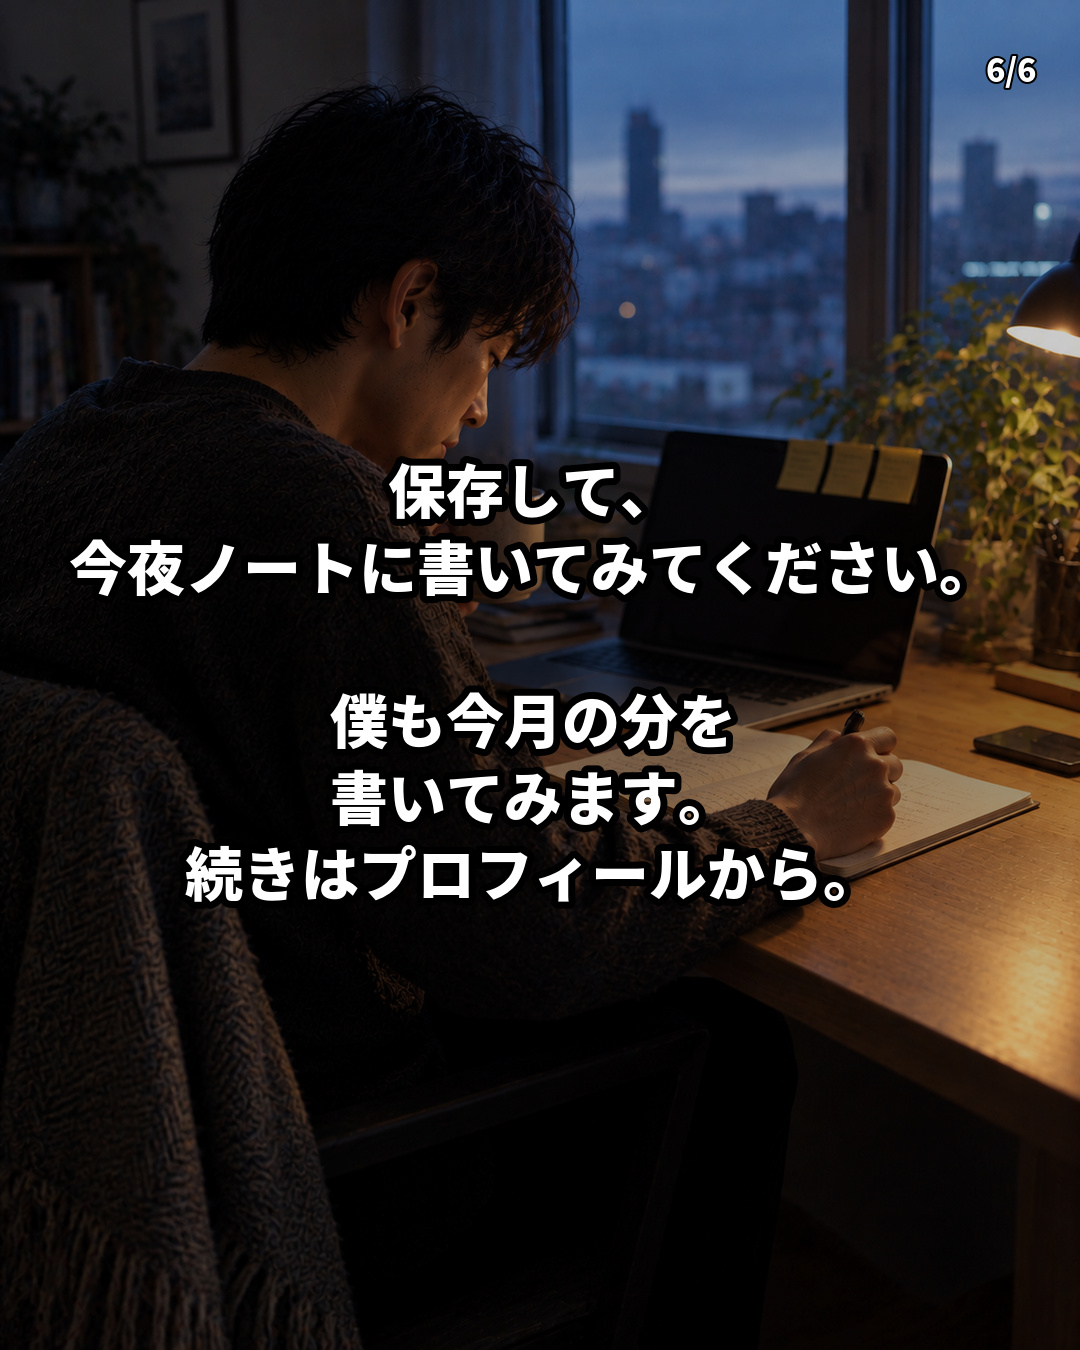 6/6
保存して、
今夜ノートに書いてみてください。
僕も今月の分を
書いてみます。
続きはプロフィールから。